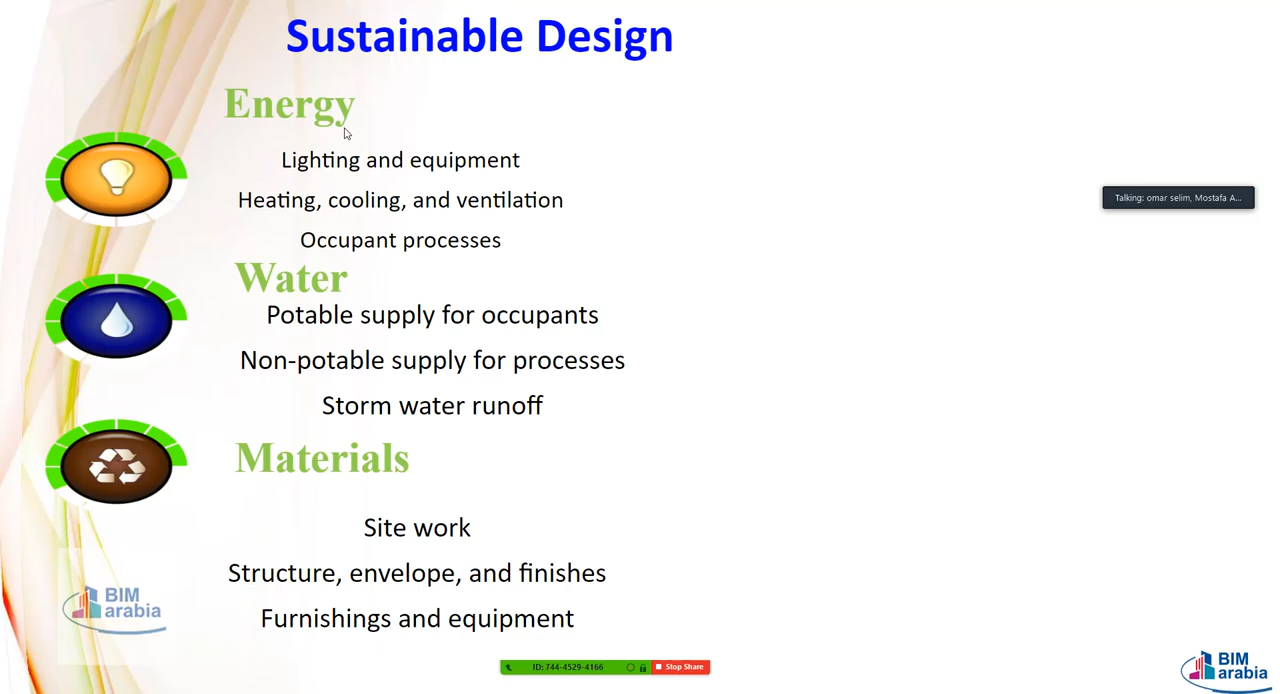 Sustainable Design
Energy
Lighting and equipment
Heating, cooling, and ventilation
Occupant processes
Water
Potable supply for occupants
Non-potable supply for processes
Storm water runoff
Materials
Site work
Structure, envelope, and finishes
Furnishings and equipment
BIM
arabia
Talking: omar selim, Mostafa A...
ID: 744-4529-4166
Stop Share
BIM
arabia